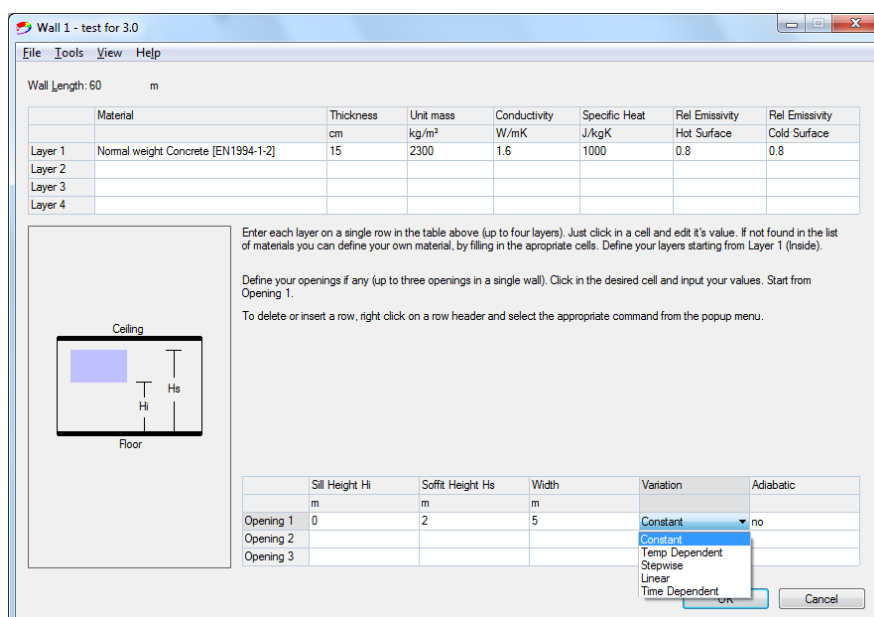 Wall 1 - test for 3.0
File Tools View Help
Wall Length: 60 m
Material Thickness Unit mass Conductivity Specific Heat Rel Emissivity Rel Emissivity
cm kg/m³ W/mK J/kgK Hot Surface Cold Surface
Layer 1 Normal weight Concrete [EN1994-1-2] 15 2300 1.6 1000 0.8 0.8
Layer 2
Layer 3
Layer 4
Enter each layer on a single row in the table above (up to four layers). Just click in a cell and edit it's value. If not found in the list
of materials you can define your own material, by filling in the apropriate cells. Define your layers starting from Layer 1 (Inside).
Define your openings if any (up to three openings in a single wall). Click in the desired cell and input your values. Start from
Opening 1.
To delete or insert a row, right click on a row header and select the appropriate command from the popup menu.
Ceiling
Hs
Hi
Floor
Sill Height Hi Soffit Height Hs Width Variation Adiabatic
m m m
Opening 1 0 2 5 Constant no
Opening 2
Opening 3
Constant
Temp Dependent
Stepwise
Linear
Time Dependent
OK Cancel